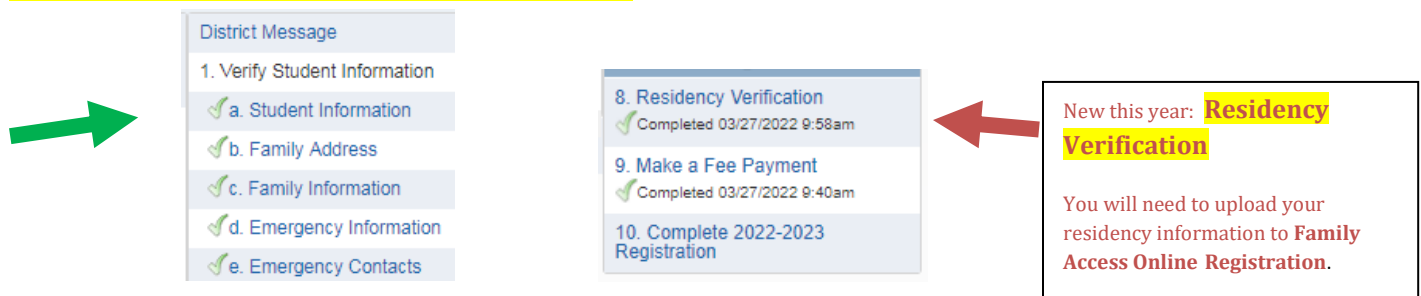 District Message
1. Verify Student Information
a. Student Information
b. Family Address
c. Family Information
d. Emergency Information
e. Emergency Contacts
8. Residency Verification
Completed 03/27/2022 9:58am
9. Make a Fee Payment
Completed 03/27/2022 9:40am
10. Complete 2022-2023
Registration
New this year: Residency
Verification
You will need to upload your
residency information to Family
Access Online Registration.